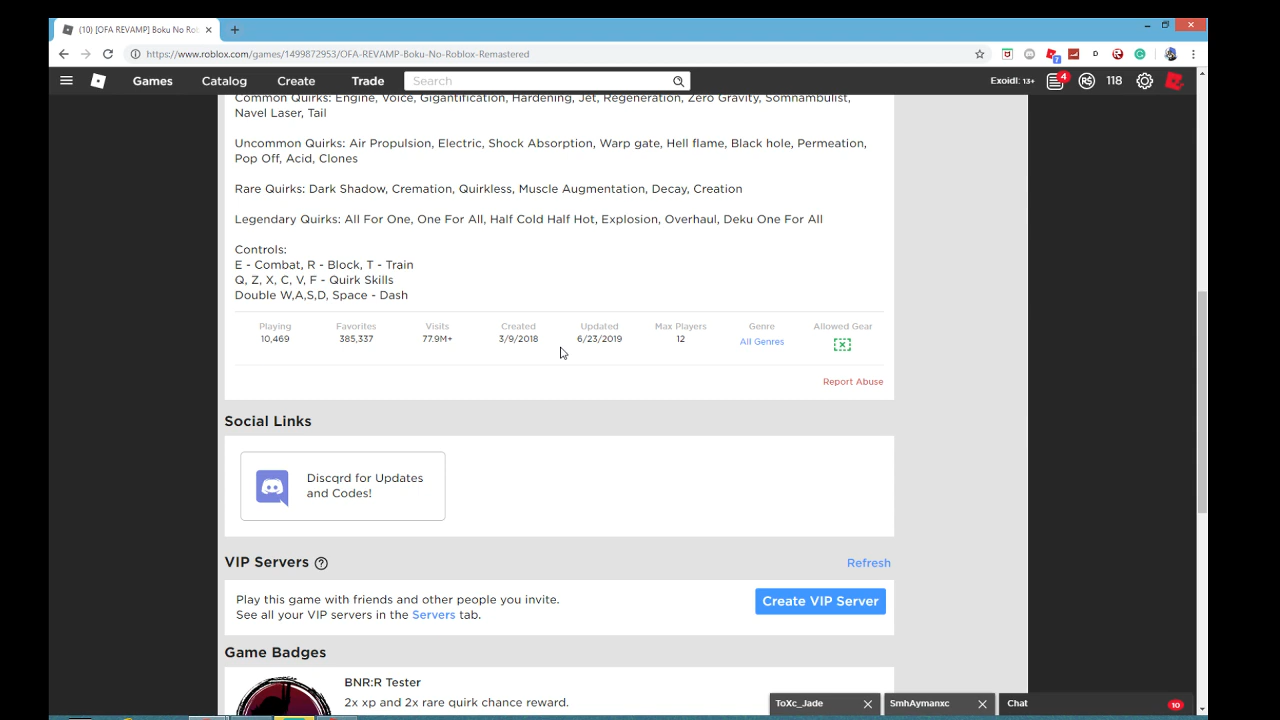 (10) [OFA REVAMP] Boku No Rob
https://www.roblox.com/games/1499872953/OFA-REVAMP-Boku-No-Roblox-Remastered
7
Games
Catalog
Create
Trade
Search
Exoidl: 13+
4
118
Common Quirks: Engine, Voice, Gigantification, Hardening, Jet, Regeneration, Zero Gravity, Somnambulist,
Navel Laser, Tail
Uncommon Quirks: Air Propulsion, Electric, Shock Absorption, Warp gate, Hell flame, Black hole, Permeation,
Pop Off, Acid, Clones
Rare Quirks: Dark Shadow, Cremation, Quirkless, Muscle Augmentation, Decay, Creation
Legendary Quirks: All For One, One For All, Half Cold Half Hot, Explosion, Overhaul, Deku One For All
Controls:
E - Combat, R - Block, T - Train
Q, Z, X, C, V, F - Quirk Skills
Double W,A,S,D, Space - Dash
Playing Favorites Visits Created Updated Max Players Genre Allowed Gear
10,469 385,337 77.9M+ 3/9/2018 6/23/2019 12 All Genres
Report Abuse
Social Links
Discqrd for Updates
and Codes!
VIP Servers
Refresh
Play this game with friends and other people you invite.
See all your VIP servers in the Servers tab.
Create VIP Server
Game Badges
BNR:R Tester
2x xp and 2x rare quirk chance reward.
ToXc_Jade
SmhAymanxc
Chat
10